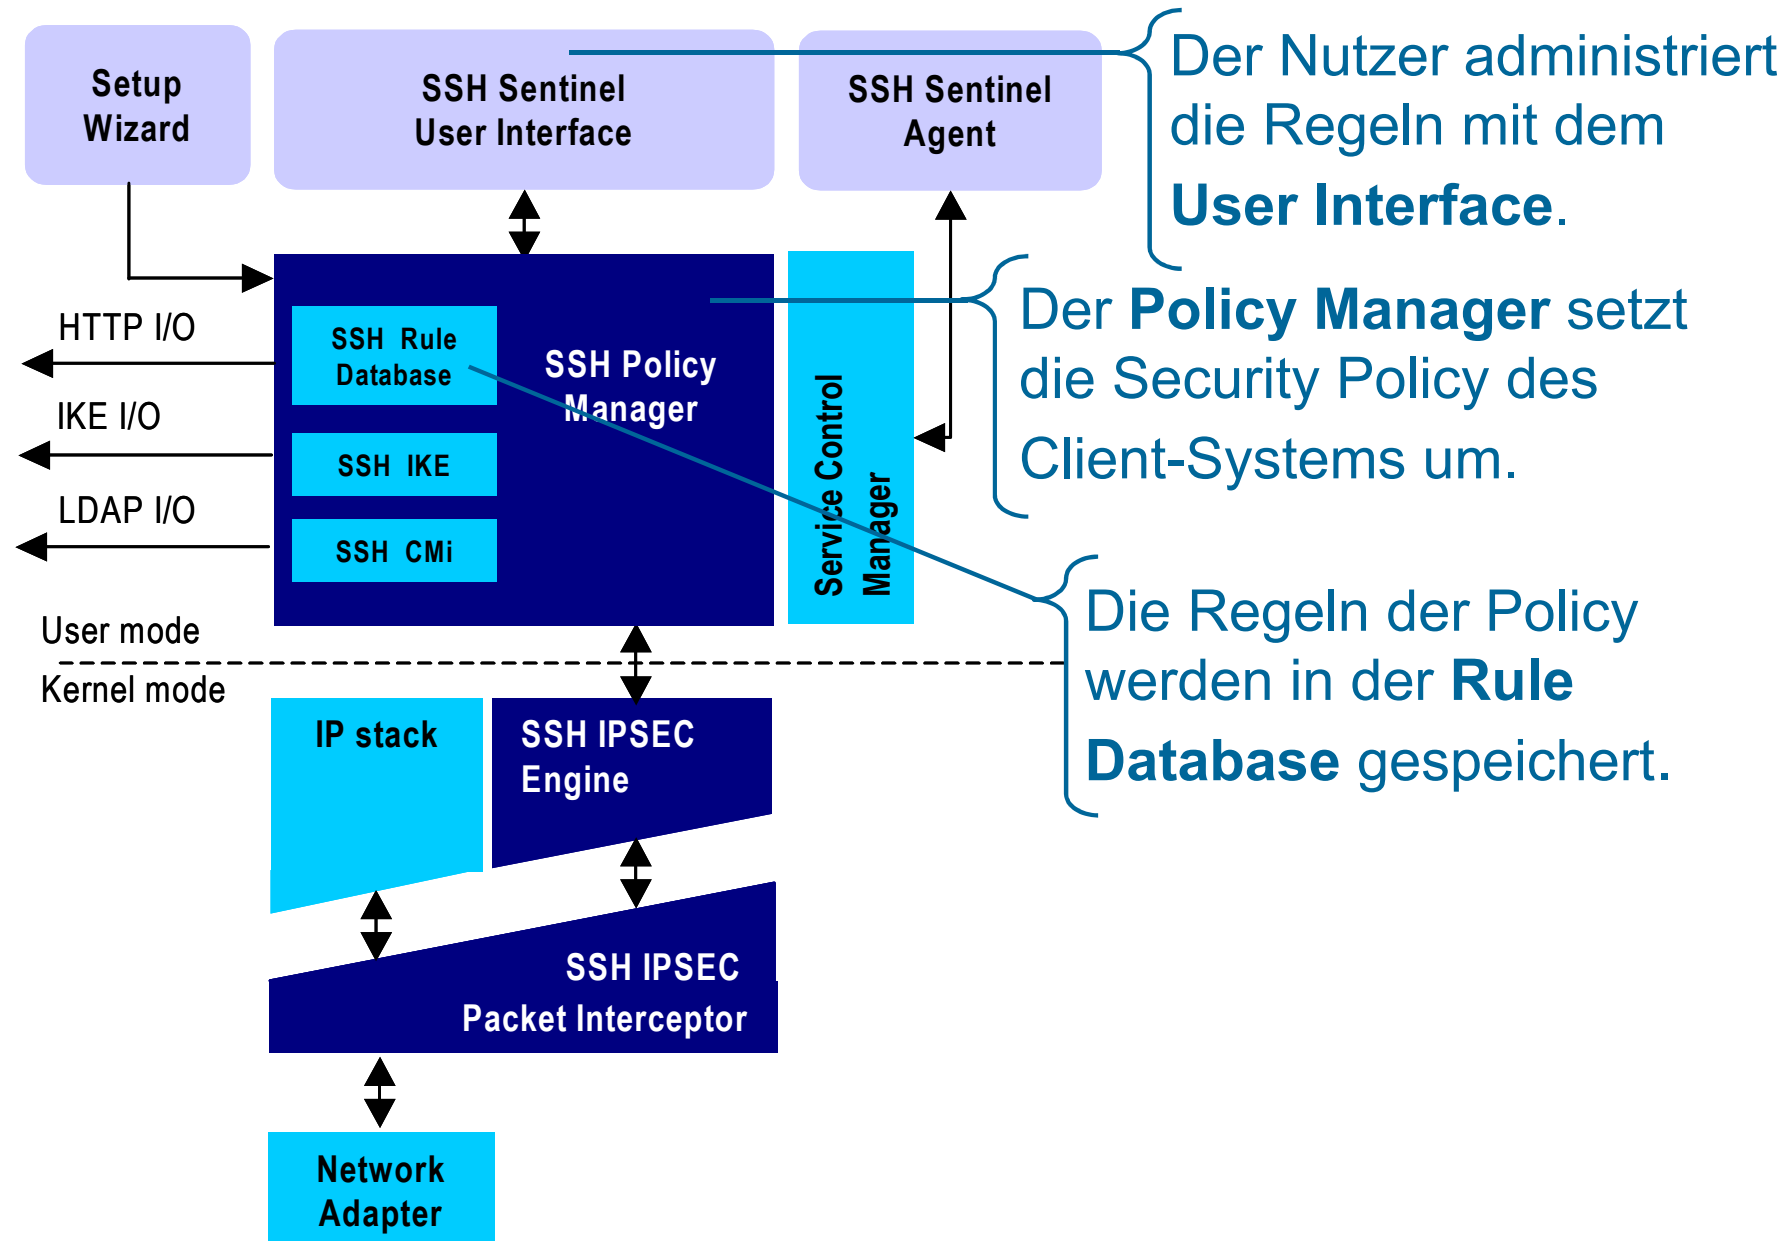 Setup
Wizard
SSH Sentinel
User Interface
SSH Sentinel
Agent
Der Nutzer administriert
die Regeln mit dem
User Interface.
HTTP I/O
IKE I/O
LDAP I/O
SSH Rule
Database
SSH IKE
SSH CMi
SSH Policy
Manager
Service Control
Manager
Der Policy Manager setzt
die Security Policy des
Client-Systems um.
Die Regeln der Policy
werden in der Rule
Database gespeichert.
User mode
Kernel mode
IP stack
SSH IPSEC
Engine
SSH IPSEC
Packet Interceptor
Network
Adapter